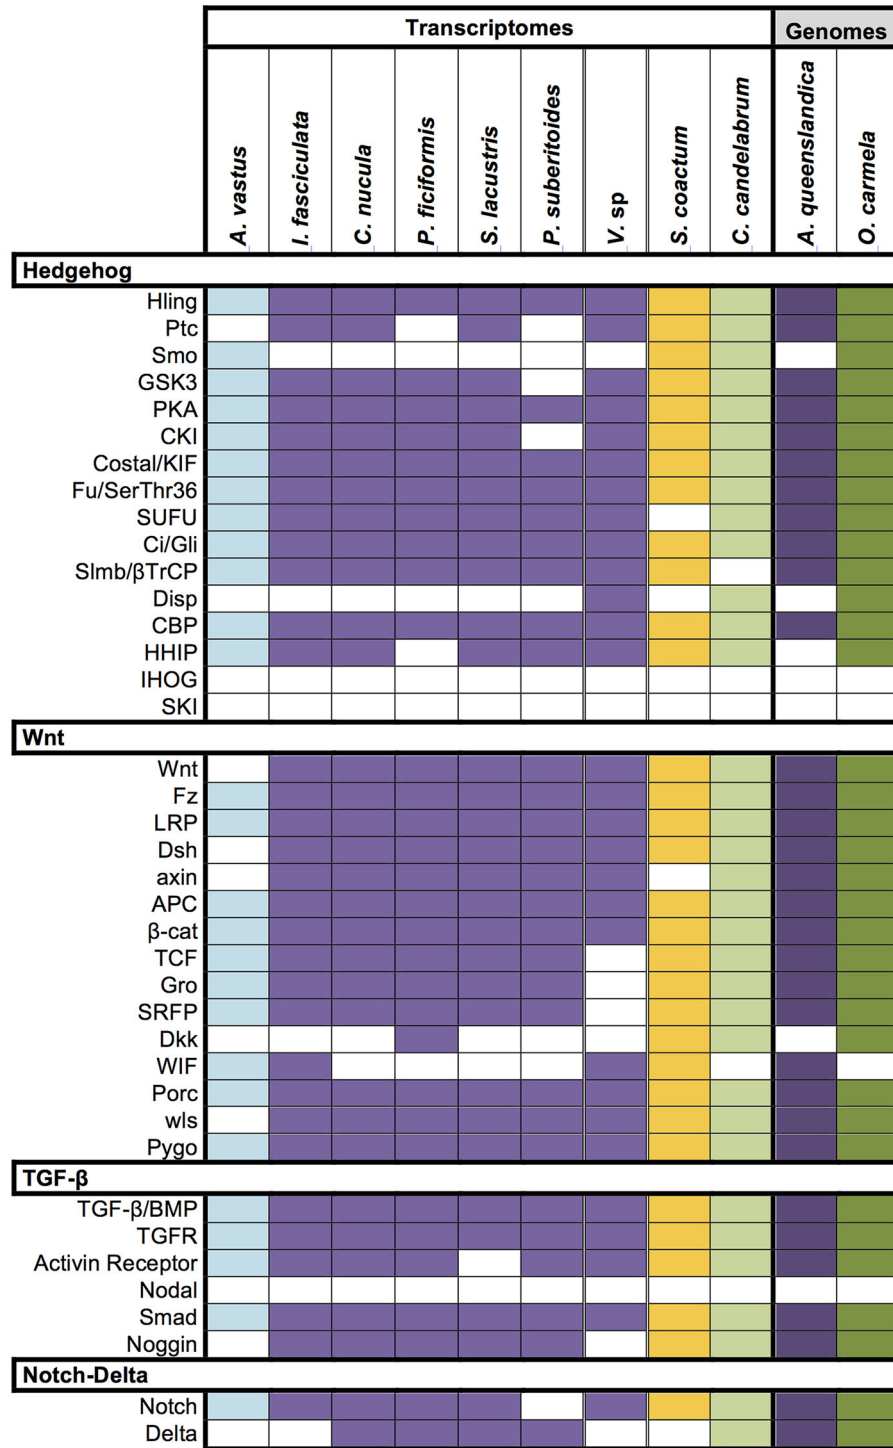 Transcriptomes
Genomes
A. vastus
I. fasciculata
C. nucula
P. ficiformis
S. lacustris
P. suberitoides
V. sp
S. coactum
C. candelabrum
A. queenslandica
O. carmela
Hedgehog
Hling
Ptc
Smo
GSK3
PKA
CKI
Costal/KIF
Fu/SerThr36
SUFU
Ci/Gli
Slmb/βTrCP
Disp
CBP
HHIP
IHOG
SKI
Wnt
Wnt
Fz
LRP
Dsh
axin
APC
β-cat
TCF
Gro
SRFP
Dkk
WIF
Porc
wls
Pygo
TGF-β
TGF-β/BMP
TGFR
Activin Receptor
Nodal
Smad
Noggin
Notch-Delta
Notch
Delta